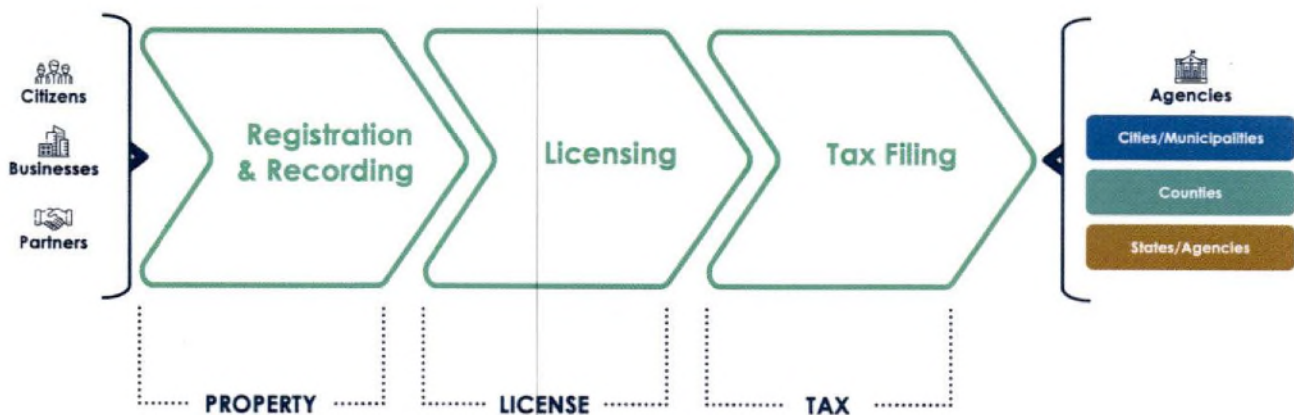 Citizens
Businesses
Partners
Registration
& Recording
Licensing
Tax Filing
Agencies
Cities/Municipalities
Counties
States/Agencies
PROPERTY
LICENSE
TAX